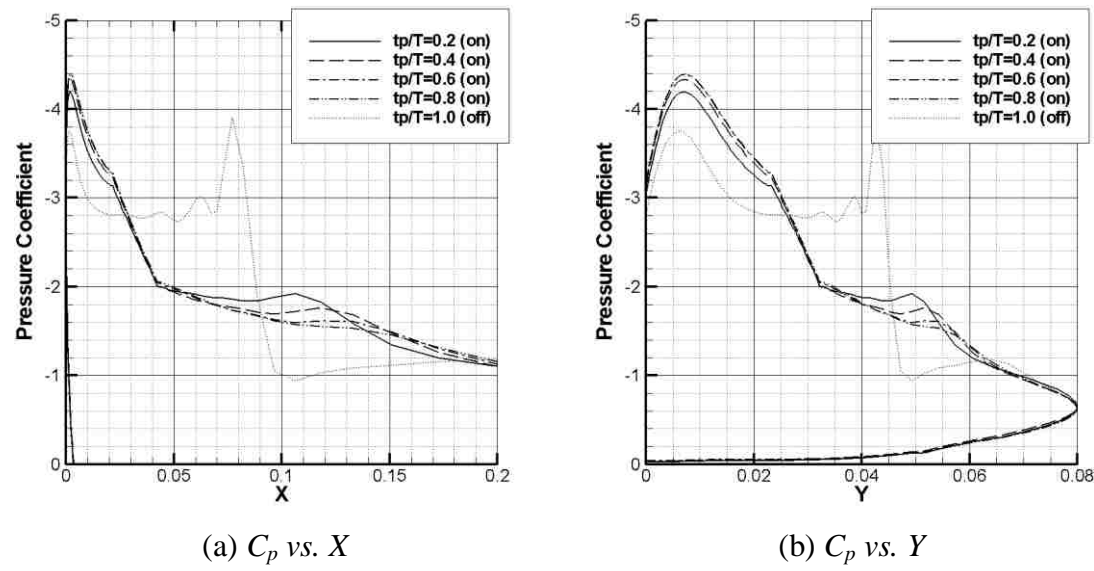 -5
-4
-3
-2
-1
0
Pressure Coefficient
tp/T=0.2 (on)
tp/T=0.4 (on)
tp/T=0.6 (on)
tp/T=0.8 (on)
tp/T=1.0 (off)
0 0.05 0.1 0.15 0.2
X
-5
-4
-3
-2
-1
0
Pressure Coefficient
tp/T=0.2 (on)
tp/T=0.4 (on)
tp/T=0.6 (on)
tp/T=0.8 (on)
tp/T=1.0 (off)
0 0.02 0.04 0.06 0.08
Y
(a) Cp vs. X
(b) Cp vs. Y